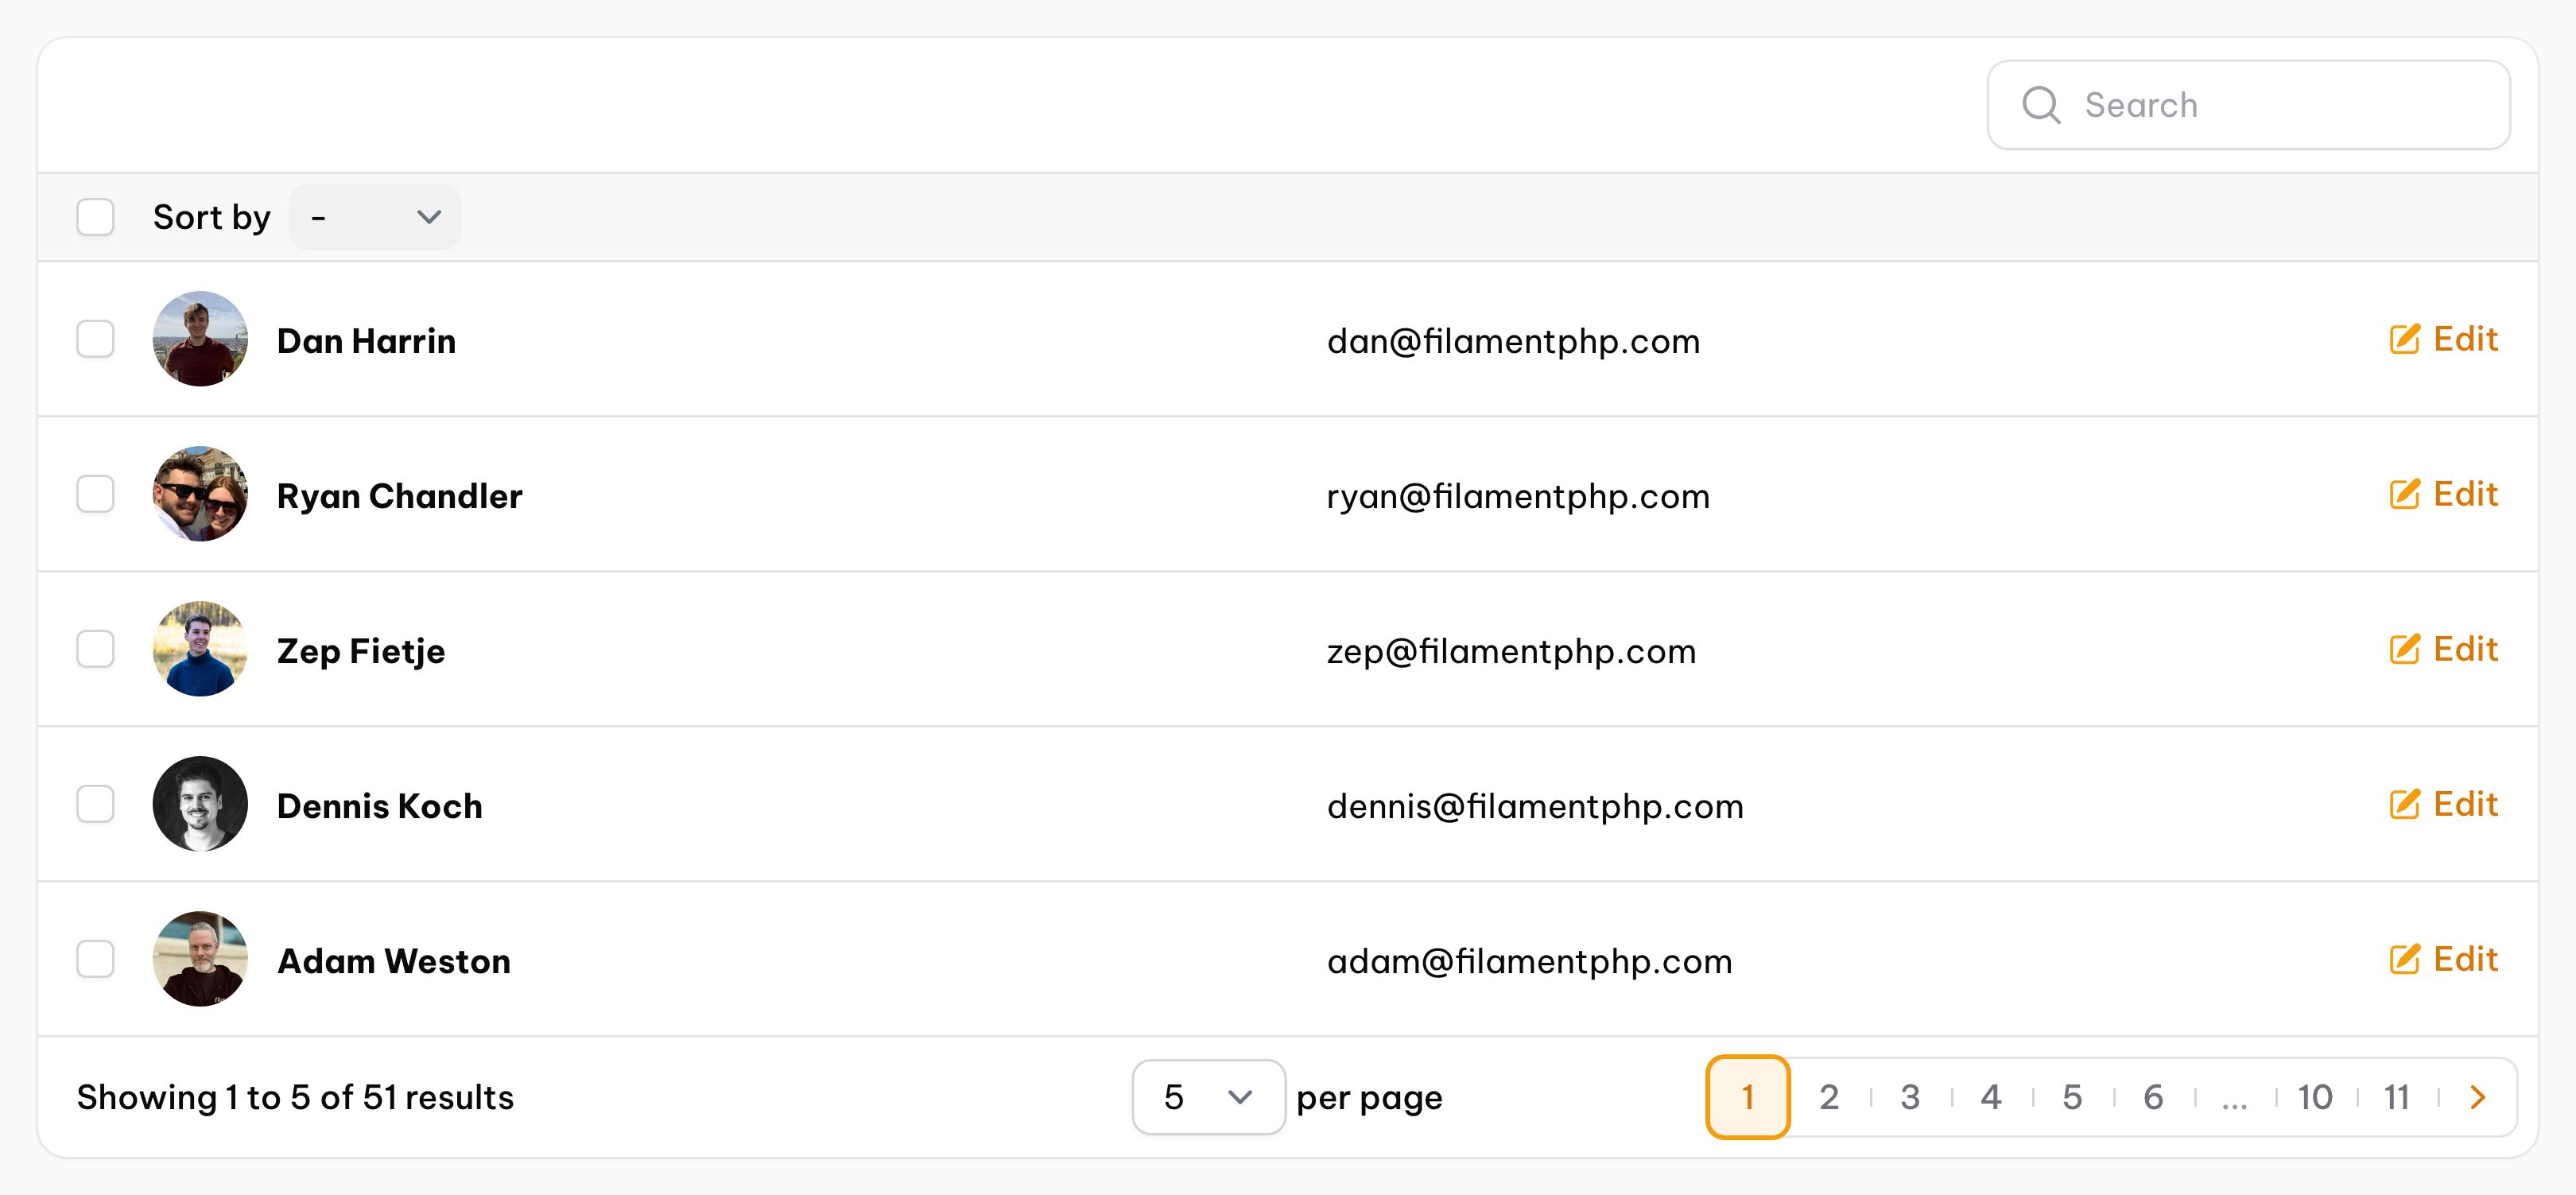 Search
Sort by -
Dan Harrin dan@filamentphp.com Edit
Ryan Chandler ryan@filamentphp.com Edit
Zep Fietje zep@filamentphp.com Edit
Dennis Koch dennis@filamentphp.com Edit
Adam Weston adam@filamentphp.com Edit
Showing 1 to 5 of 51 results 5 per page 1 2 3 4 5 6 ... 10 11